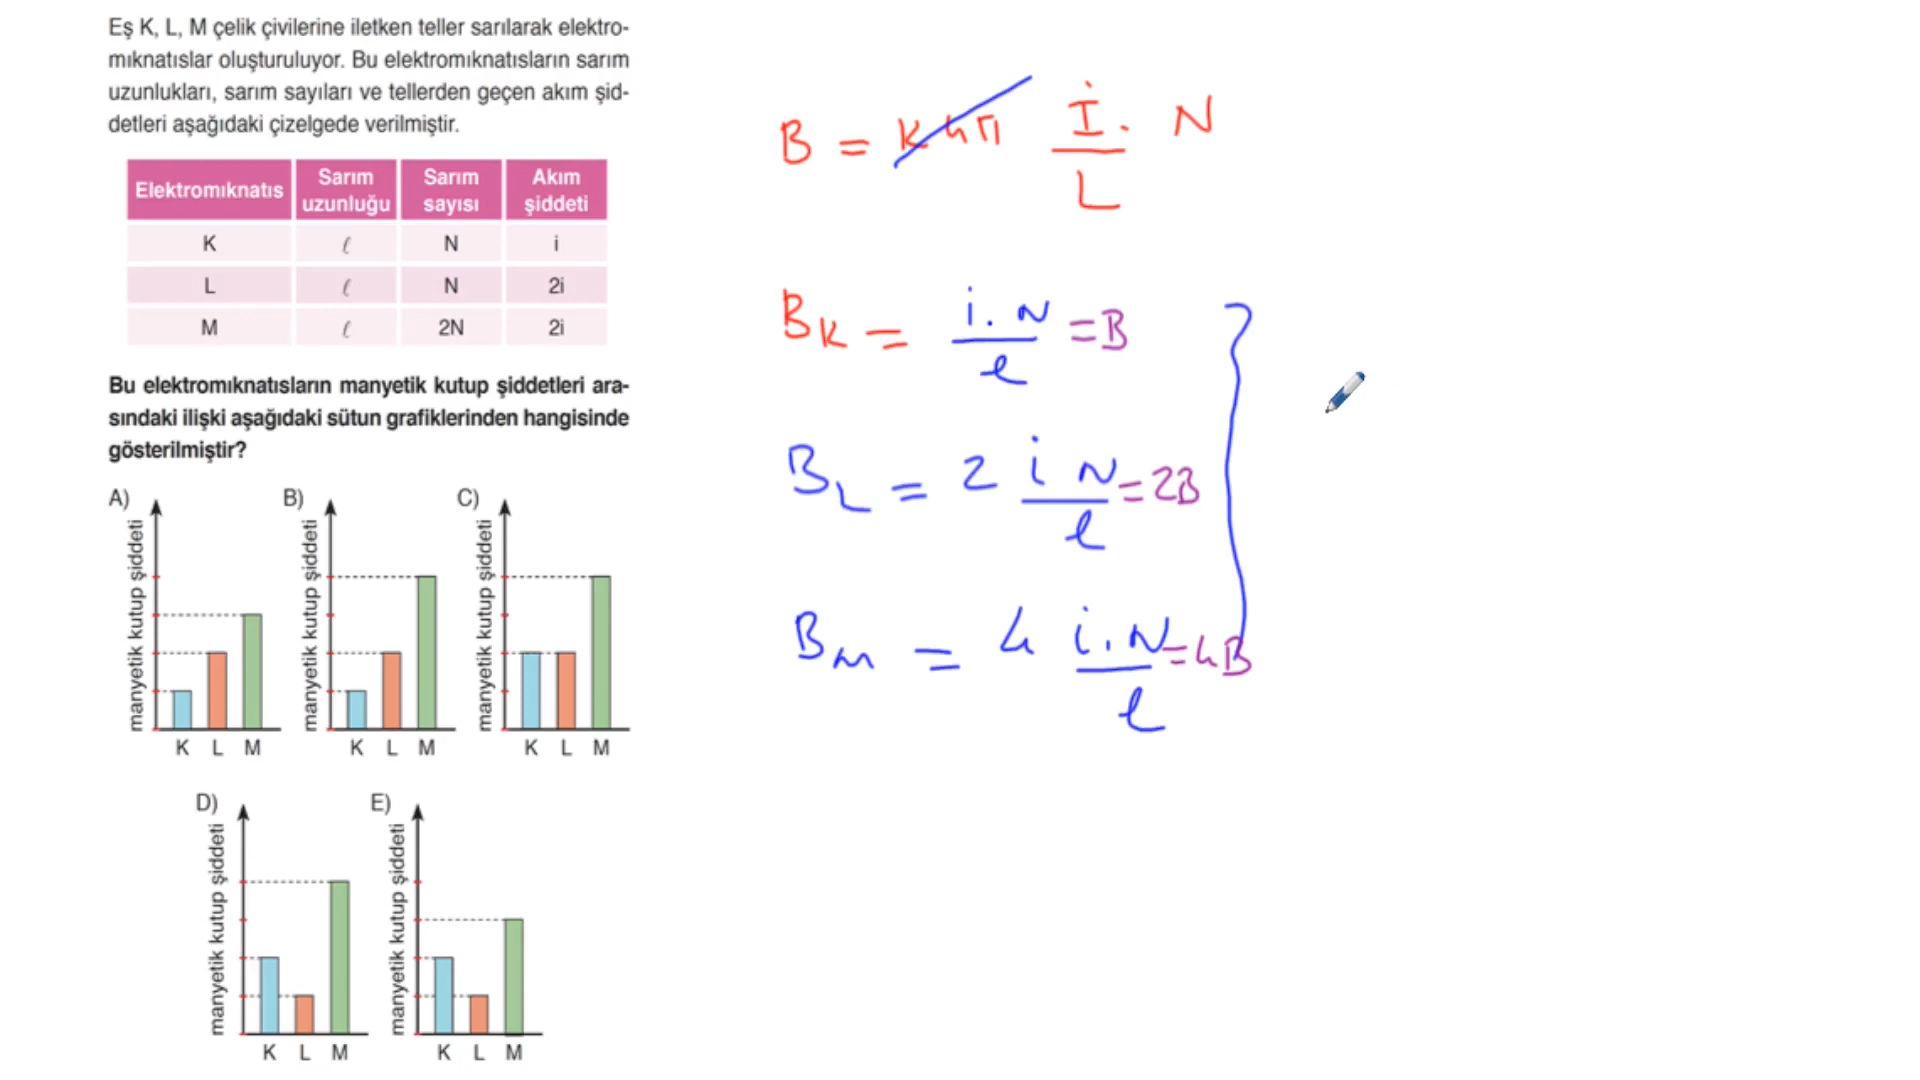 Eş K, L, M çelik çivilerine iletken teller sarılarak elektro-
mıknatıslar oluşturuluyor. Bu elektromıknatısların sarım
uzunlukları, sarım sayıları ve tellerden geçen akım şid-
detleri aşağıdaki çizelgede verilmiştir.
Elektromıknatıs Sarım uzunluğu Sarım sayısı Akım şiddeti
K ℓ N i
L ℓ N 2i
M ℓ 2N 2i
Bu elektromıknatısların manyetik kutup şiddetleri ara-
sındaki ilişki aşağıdaki sütun grafiklerinden hangisinde
gösterilmiştir?
A) B) C)
manyetik kutup şiddeti manyetik kutup şiddeti manyetik kutup şiddeti
K L M K L M K L M
D) E)
manyetik kutup şiddeti manyetik kutup şiddeti
K L M K L M
B = K4π İ. N
L
BK = i. N = B
ℓ
BL = 2 i N = 2B
ℓ
BM = 4 i. N = 4B
ℓ